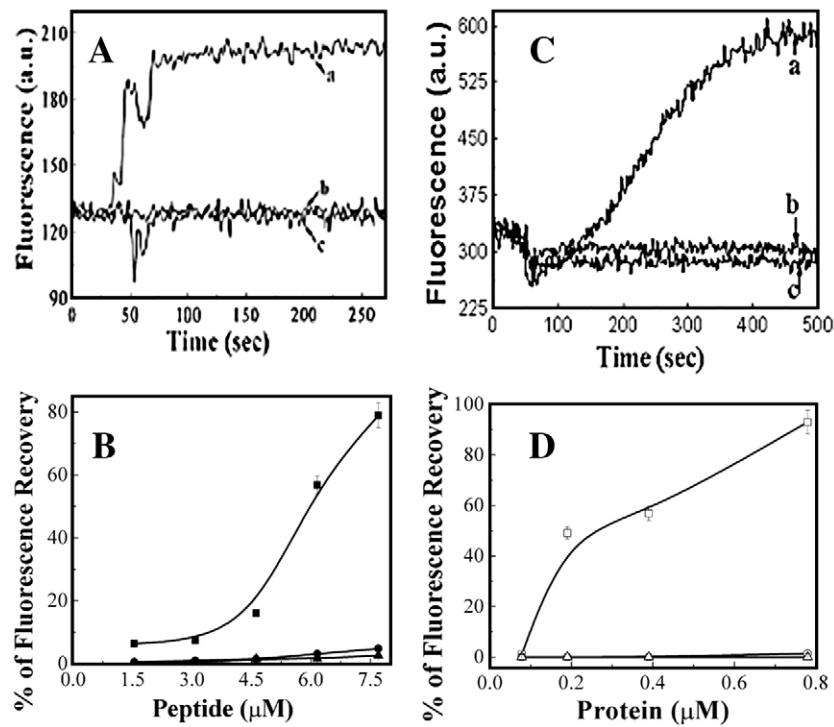 A
Fluorescence (a.u.)
210
180
150
120
90
a
b
c
0
50
100
150
200
250
Time (sec)
C
Fluorescence (a.u.)
600
525
450
375
300
225
a
b
c
0
100
200
300
400
500
Time (sec)
B
% of Fluorescence Recovery
80
60
40
20
0
0.0
1.5
3.0
4.5
6.0
7.5
Peptide (μM)
D
% of Fluorescence Recovery
100
80
60
40
20
0
0.0
0.2
0.4
0.6
0.8
Protein (μM)